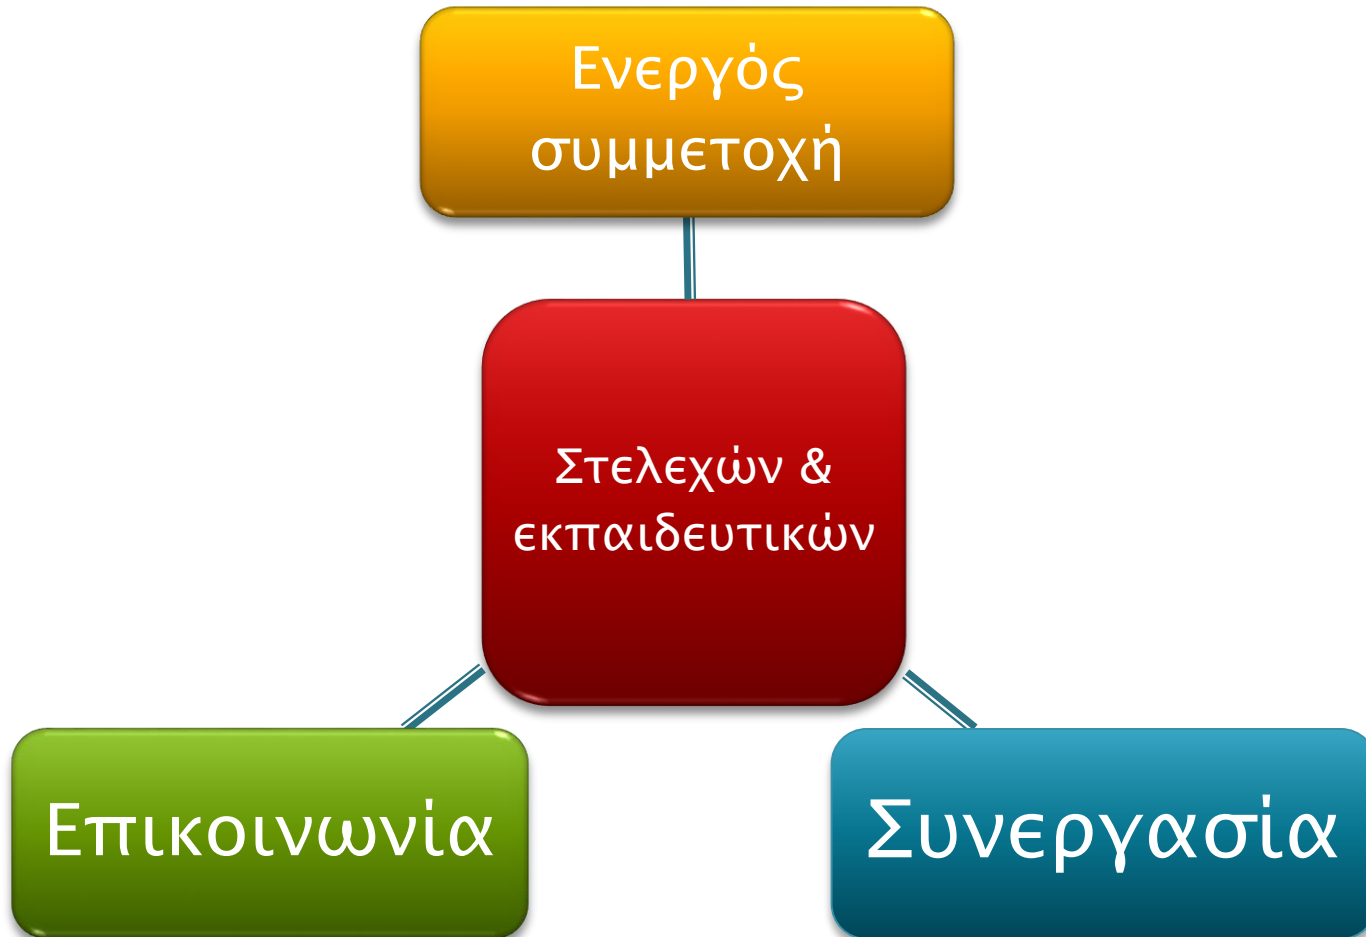 Ενεργός
συμμετοχή
Στελεχών &
εκπαιδευτικών
Επικοινωνία
Συνεργασία